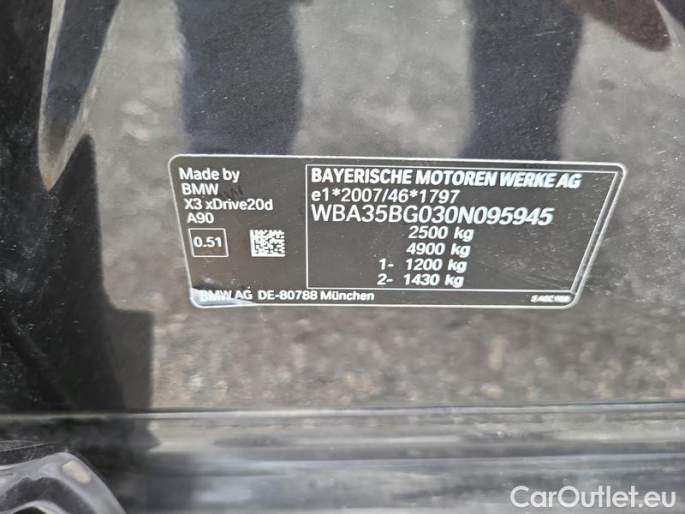 Made by
BMW
X3 xDrive20d
A90
0.51
BAYERISCHE MOTOREN WERKE AG
e1*2007/46*1797
WBA35BG030N095945
2500 kg
4900 kg
1- 1200 kg
2- 1430 kg
BMW AG DE-80788 München
CarOutlet.eu